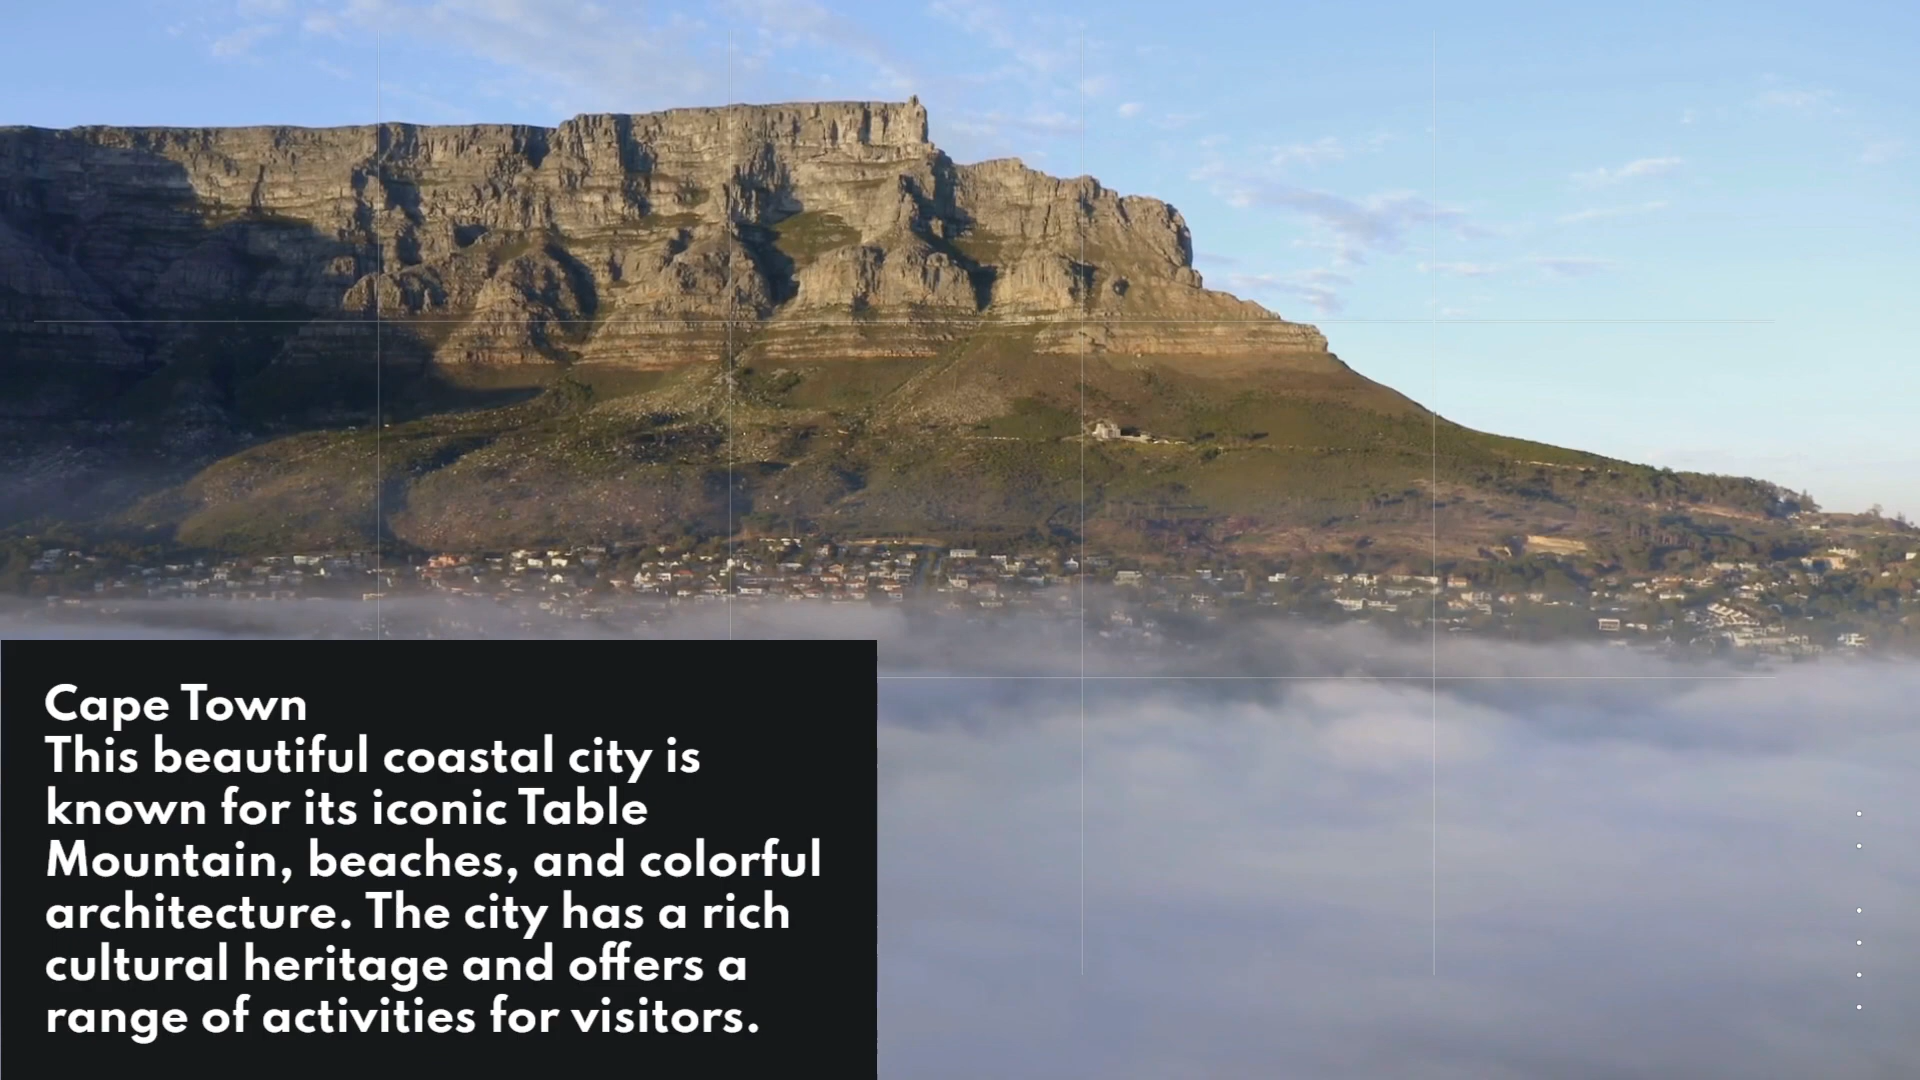 Cape Town
This beautiful coastal city is
known for its iconic Table
Mountain, beaches, and colorful
architecture. The city has a rich
cultural heritage and offers a
range of activities for visitors.